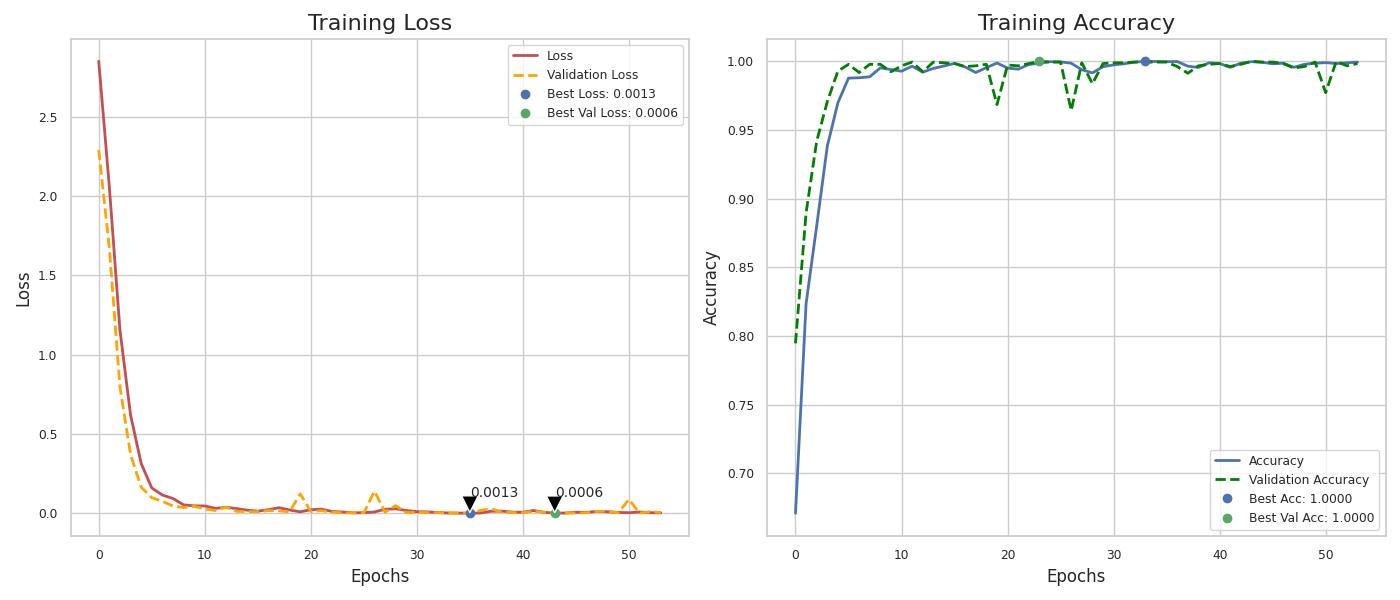 Training Loss
Loss
Validation Loss
Best Loss: 0.0013
Best Val Loss: 0.0006
2.5
2.0
1.5
1.0
0.5
0.0
Loss
0.0013
0.0006
0 10 20 30 40 50
Epochs
Training Accuracy
1.00
0.95
0.90
0.85
0.80
0.75
0.70
Accuracy
Accuracy
Validation Accuracy
Best Acc: 1.0000
Best Val Acc: 1.0000
0 10 20 30 40 50
Epochs